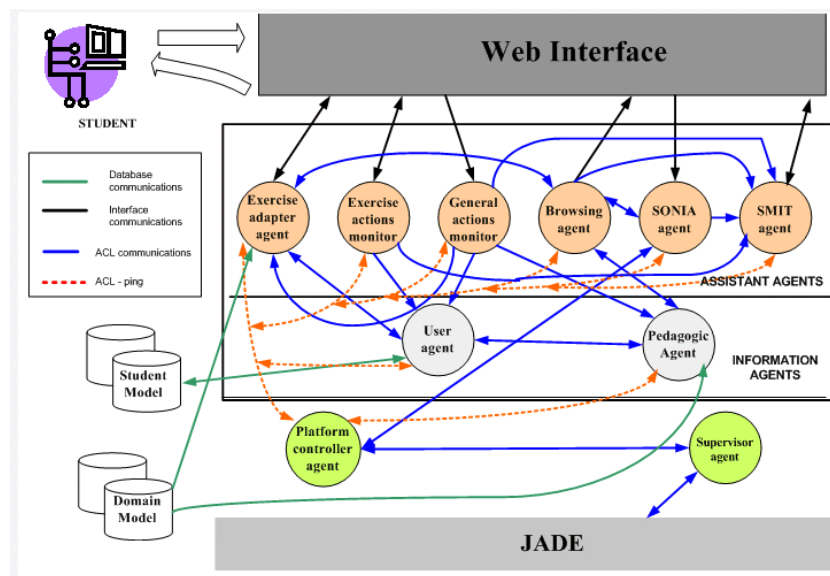 Web Interface
STUDENT
Database
communications
Interface
communications
ACL communications
ACL - ping
Exercise
adapter
agent
Exercise
actions
monitor
General
actions
monitor
Browsing
agent
SONIA
agent
SMIT
agent
ASSISTANT AGENTS
User
agent
Pedagogic
Agent
INFORMATION
AGENTS
Student
Model
Platform
controller
agent
Supervisor
agent
Domain
Model
JADE